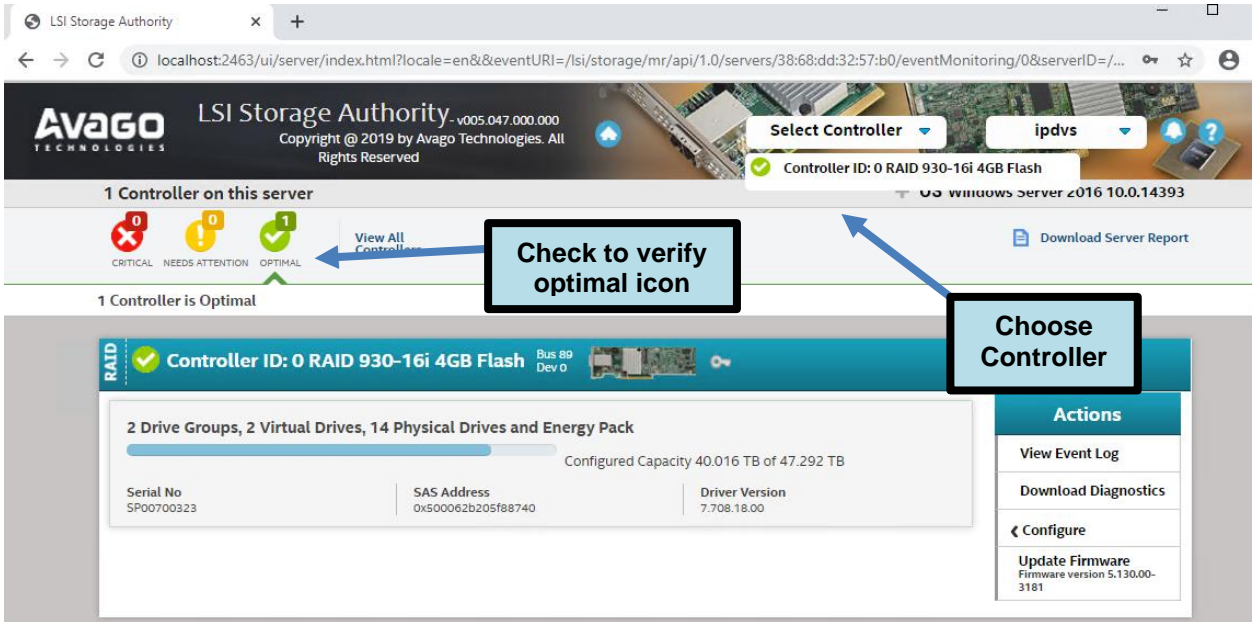 LSI Storage Authority
localhost:2463/ui/server/index.html?locale=en&&eventURI=/lsi/storage/mr/api/1.0/servers/38:68:dd:32:57:b0/eventMonitoring/0&serverID=/...
AVAGO
TECHNOLOGIES
LSI Storage Authority- v005.047.000.000
Copyright @ 2019 by Avago Technologies. All
Rights Reserved
Select Controller
ipdvs
?
Controller ID: 0 RAID 930-16i 4GB Flash
1 Controller on this server
OS Windows Server 2016 10.0.14393
0
0
1
CRITICAL
NEEDS ATTENTION
OPTIMAL
View All
Controllers
Check to verify
optimal icon
Download Server Report
1 Controller is Optimal
Choose
Controller
RAID
Controller ID: 0 RAID 930-16i 4GB Flash
Bus 89
Dev 0
2 Drive Groups, 2 Virtual Drives, 14 Physical Drives and Energy Pack
Configured Capacity 40.016 TB of 47.292 TB
Serial No
SP00700323
SAS Address
0x500062b205f88740
Driver Version
7.708.18.00
Actions
View Event Log
Download Diagnostics
Configure
Update Firmware
Firmware version 5.130.00-
3181